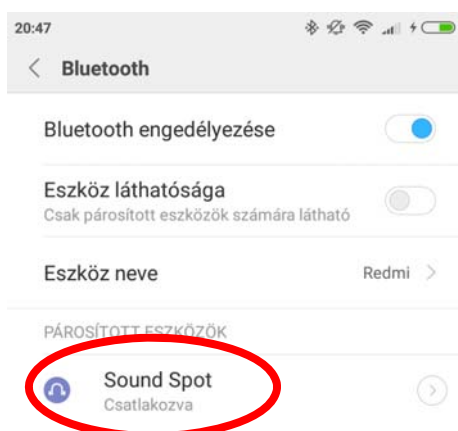 20:47
Bluetooth
Bluetooth engedélyezése
Eszköz láthatósága
Csak párosított eszközök számára látható
Eszköz neve Redmi
PÁROSÍTOTT ESZKÖZÖK
Sound Spot
Csatlakozva